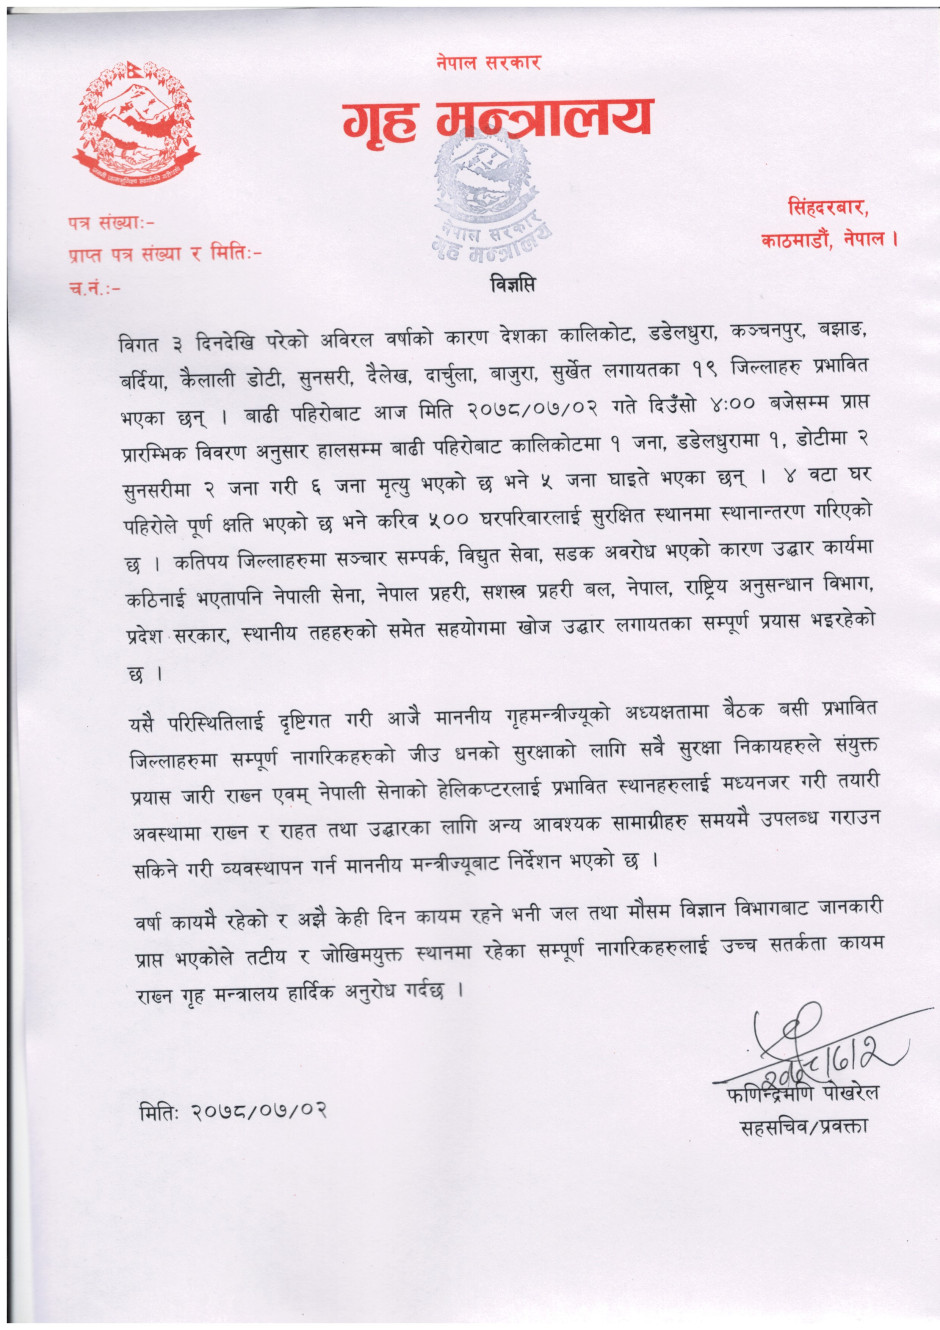 नेपाल सरकार
गृह मन्त्रालय
नेपाल सरकार
गृह मन्त्रालय
सिंहदरबार,
काठमाडौं, नेपाल ।
पत्र संख्याः-
प्राप्त पत्र संख्या र मितिः-
च.नं.:-
विज्ञप्ति
विगत ३ दिनदेखि परेको अविरल वर्षाको कारण देशका कालिकोट, डडेलधुरा, कञ्चनपुर, बझाङ,
बर्दिया, कैलाली डोटी, सुनसरी, दैलेख, दार्चुला, बाजुरा, सुर्खेत लगायतका १९ जिल्लाहरु प्रभावित
भएका छन् । बाढी पहिरोबाट आज मिति २०७८/०७/०२ गते दिउँसो ४:०० बजेसम्म प्राप्त
प्रारम्भिक विवरण अनुसार हालसम्म बाढी पहिरोबाट कालिकोटमा १ जना, डडेलधुरामा १, डोटीमा २
सुनसरीमा २ जना गरी ६ जना मृत्यु भएको छ भने ५ जना घाइते भएका छन् । ४ वटा घर
पहिरोले पूर्ण क्षति भएको छ भने करिव ५०० घरपरिवारलाई सुरक्षित स्थानमा स्थानान्तरण गरिएको
छ । कतिपय जिल्लाहरुमा सञ्चार सम्पर्क, विद्युत सेवा, सडक अवरोध भएको कारण उद्धार कार्यमा
कठिनाई भएतापनि नेपाली सेना, नेपाल प्रहरी, सशस्त्र प्रहरी बल, नेपाल, राष्ट्रिय अनुसन्धान विभाग,
प्रदेश सरकार, स्थानीय तहहरुको समेत सहयोगमा खोज उद्धार लगायतका सम्पूर्ण प्रयास भइरहेको
छ ।
यसै परिस्थितिलाई दृष्टिगत गरी आजै माननीय गृहमन्त्रीज्यूको अध्यक्षतामा बैठक बसी प्रभावित
जिल्लाहरुमा सम्पूर्ण नागरिकहरुको जीउ धनको सुरक्षाको लागि सवै सुरक्षा निकायहरुले संयुक्त
प्रयास जारी राख्न एवम् नेपाली सेनाको हेलिकप्टरलाई प्रभावित स्थानहरुलाई मध्यनजर गरी तयारी
अवस्थामा राख्न र राहत तथा उद्धारका लागि अन्य आवश्यक सामाग्रीहरु समयमै उपलब्ध गराउन
सकिने गरी व्यवस्थापन गर्न माननीय मन्त्रीज्यूबाट निर्देशन भएको छ ।
वर्षा कायमै रहेको र अझै केही दिन कायम रहने भनी जल तथा मौसम विज्ञान विभागबाट जानकारी
प्राप्त भएकोले तटीय र जोखिमयुक्त स्थानमा रहेका सम्पूर्ण नागरिकहरुलाई उच्च सतर्कता कायम
राख्न गृह मन्त्रालय हार्दिक अनुरोध गर्दछ ।
२०७८।७।२
फणिन्द्रमणि पोखरेल
सहसचिव/प्रवक्ता
मितिः २०७८/०७/०२